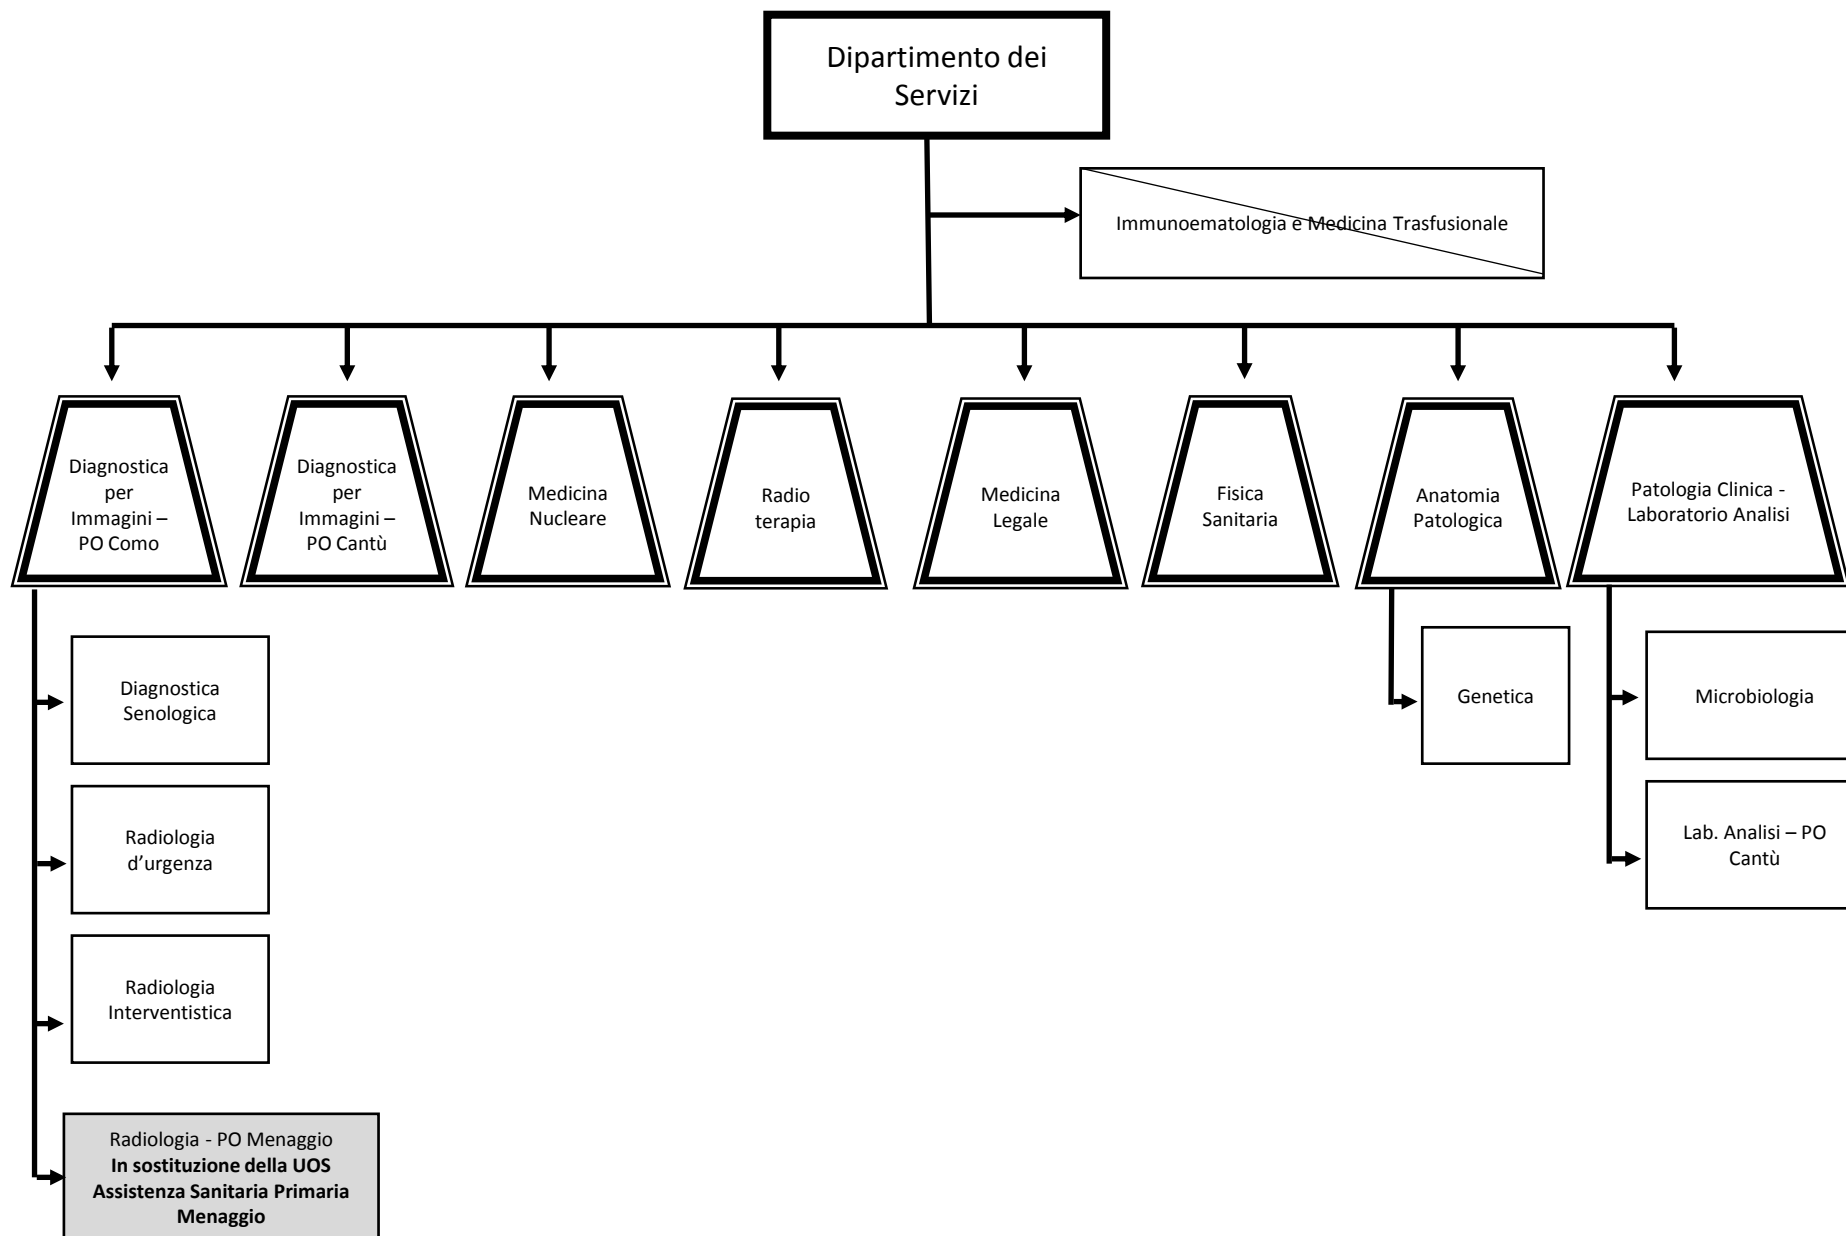 Dipartimento dei
Servizi
Immunoematologia e Medicina Trasfusionale
Diagnostica
per
Immagini –
PO Como
Diagnostica
per
Immagini –
PO Cantù
Medicina
Nucleare
Radio
terapia
Medicina
Legale
Fisica
Sanitaria
Anatomia
Patologica
Patologia Clinica -
Laboratorio Analisi
Diagnostica
Senologica
Genetica
Microbiologia
Radiologia
d’urgenza
Lab. Analisi – PO
Cantù
Radiologia
Interventistica
Radiologia - PO Menaggio
In sostituzione della UOS
Assistenza Sanitaria Primaria
Menaggio